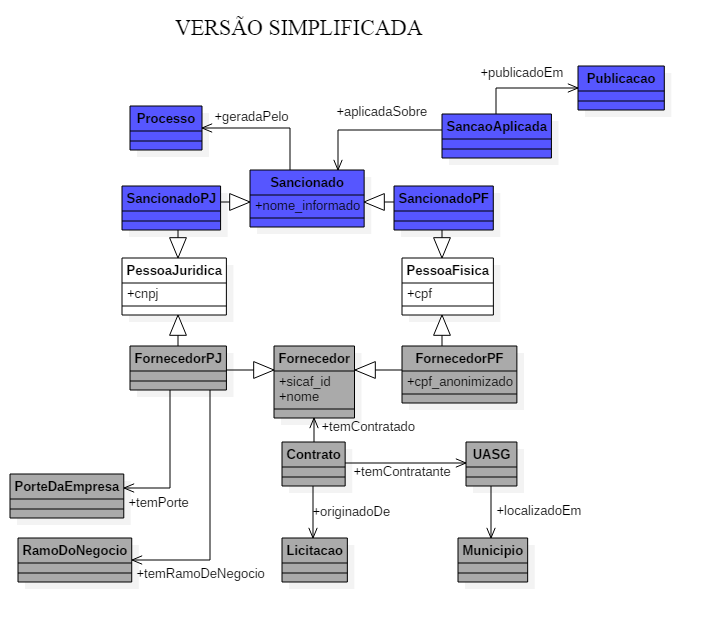 VERSÃO SIMPLIFICADA
+publicadoEm
Publicacao
Processo
+geradaPelo
+aplicadaSobre
SancaoAplicada
Sancionado
+nome_informado
SancionadoPJ
SancionadoPF
PessoaJuridica
+cnpj
PessoaFisica
+cpf
FornecedorPJ
Fornecedor
+sicaf_id
+nome
FornecedorPF
+cpf_anonimizado
+temContratado
Contrato
+temContratante
UASG
PorteDaEmpresa
+temPorte
+originadoDe
+localizadoEm
RamoDoNegocio
+temRamoDeNegocio
Licitacao
Municipio